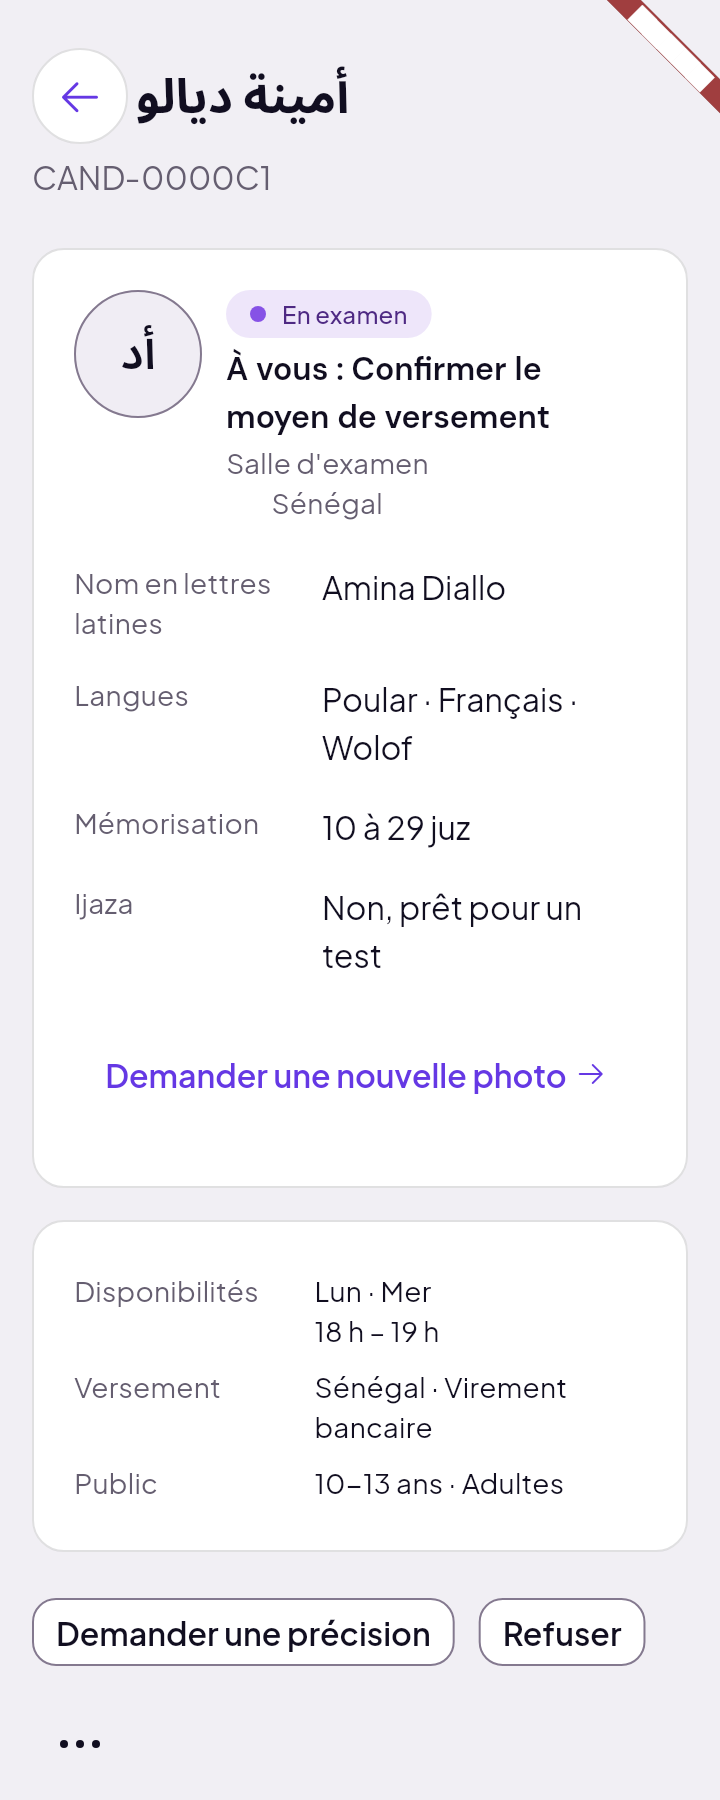 أمينة ديالو
CAND-0000C1
أد
En examen
À vous : Confirmer le
moyen de versement
Salle d'examen
Sénégal
Nom en lettres
latines
Amina Diallo
Langues
Poular · Français ·
Wolof
Mémorisation
10 à 29 juz
Ijaza
Non, prêt pour un
test
Demander une nouvelle photo →
Disponibilités
Lun · Mer
18 h – 19 h
Versement
Sénégal · Virement
bancaire
Public
10–13 ans · Adultes
Demander une précision
Refuser